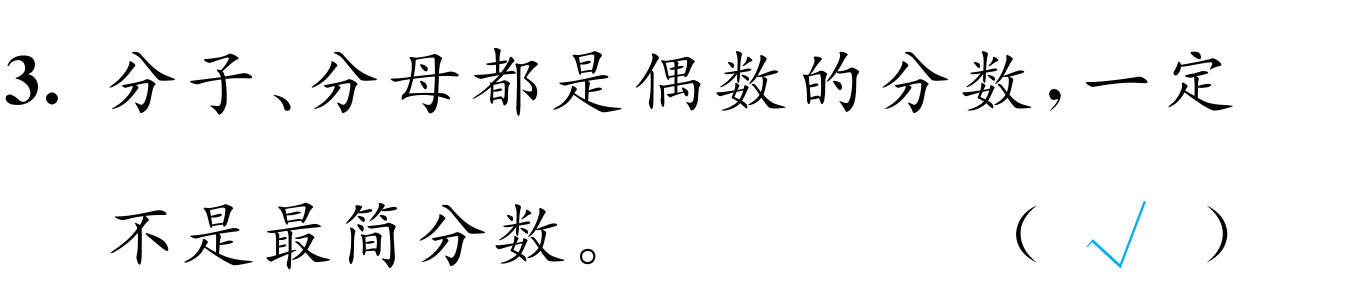 3. 分子、分母都是偶数的分数,一定
不是最简分数。 ( √ )